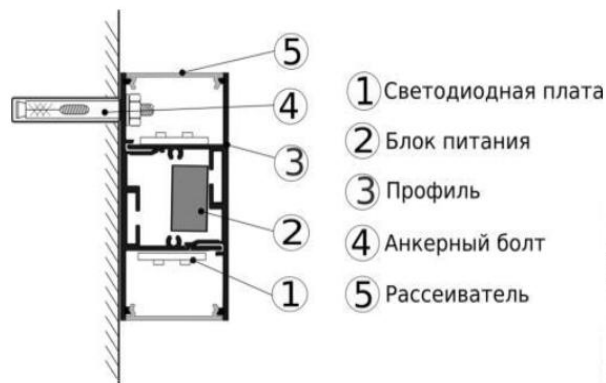 5
4
3
2
1
1 Светодиодная плата
2 Блок питания
3 Профиль
4 Анкерный болт
5 Рассеиватель